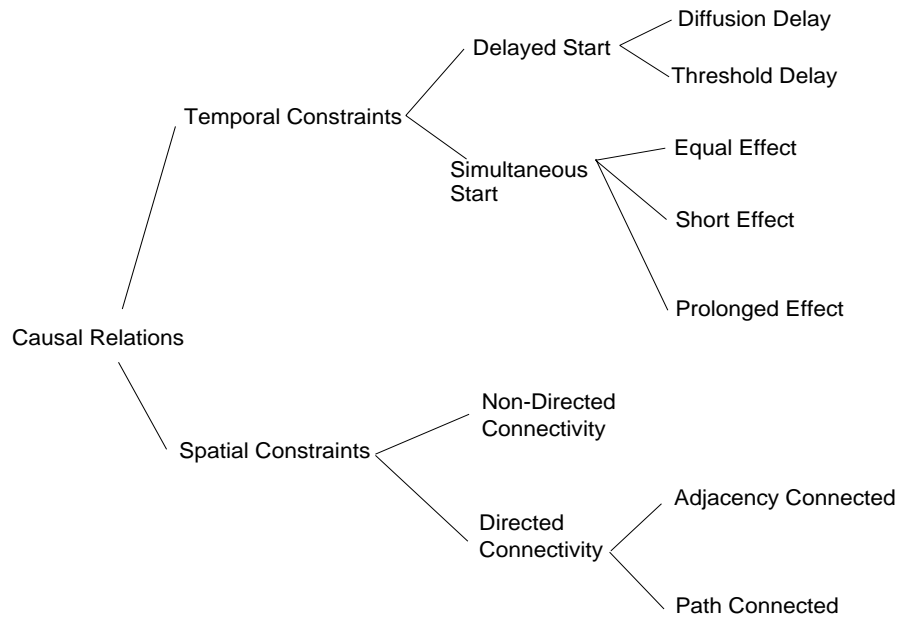 Diffusion Delay
Delayed Start
Threshold Delay
Temporal Constraints
Equal Effect
Simultaneous
Start
Short Effect
Prolonged Effect
Causal Relations
Non-Directed
Connectivity
Spatial Constraints
Adjacency Connected
Directed
Connectivity
Path Connected